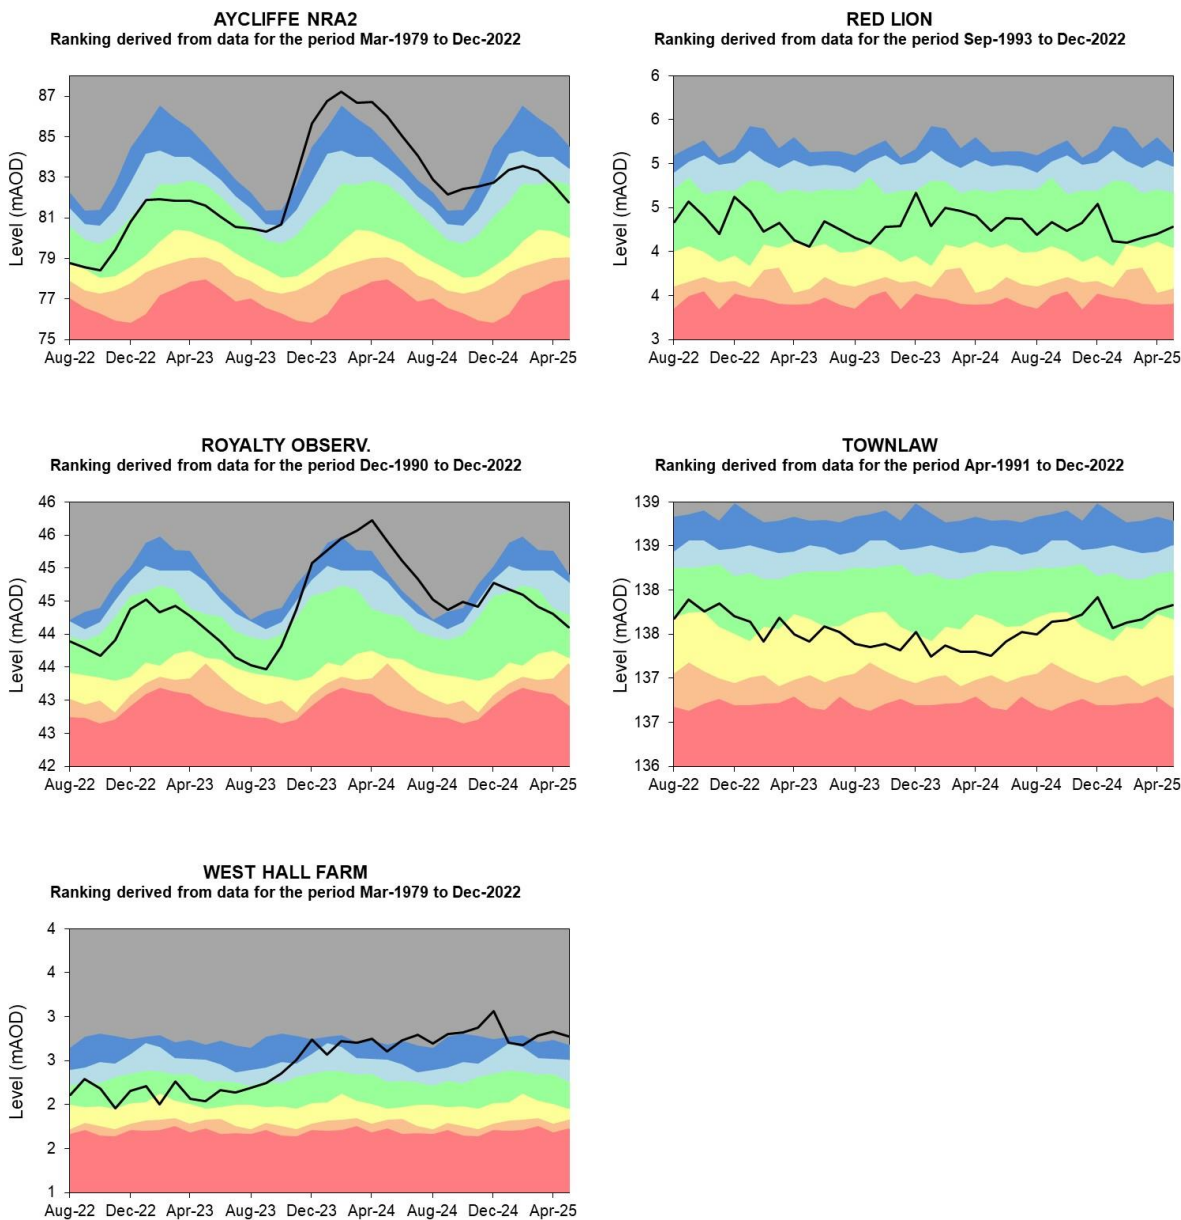 AYCLIFFE NRA2
Ranking derived from data for the period Mar-1979 to Dec-2022
Level (mAOD)
87
85
83
81
79
77
75
Aug-22 Dec-22 Apr-23 Aug-23 Dec-23 Apr-24 Aug-24 Dec-24 Apr-25
RED LION
Ranking derived from data for the period Sep-1993 to Dec-2022
Level (mAOD)
6
6
5
5
4
4
3
Aug-22 Dec-22 Apr-23 Aug-23 Dec-23 Apr-24 Aug-24 Dec-24 Apr-25
ROYALTY OBSERV.
Ranking derived from data for the period Dec-1990 to Dec-2022
Level (mAOD)
46
46
45
45
44
44
43
43
42
Aug-22 Dec-22 Apr-23 Aug-23 Dec-23 Apr-24 Aug-24 Dec-24 Apr-25
TOWNLAW
Ranking derived from data for the period Apr-1991 to Dec-2022
Level (mAOD)
139
139
138
138
137
137
136
Aug-22 Dec-22 Apr-23 Aug-23 Dec-23 Apr-24 Aug-24 Dec-24 Apr-25
WEST HALL FARM
Ranking derived from data for the period Mar-1979 to Dec-2022
Level (mAOD)
4
4
3
3
2
2
1
Aug-22 Dec-22 Apr-23 Aug-23 Dec-23 Apr-24 Aug-24 Dec-24 Apr-25